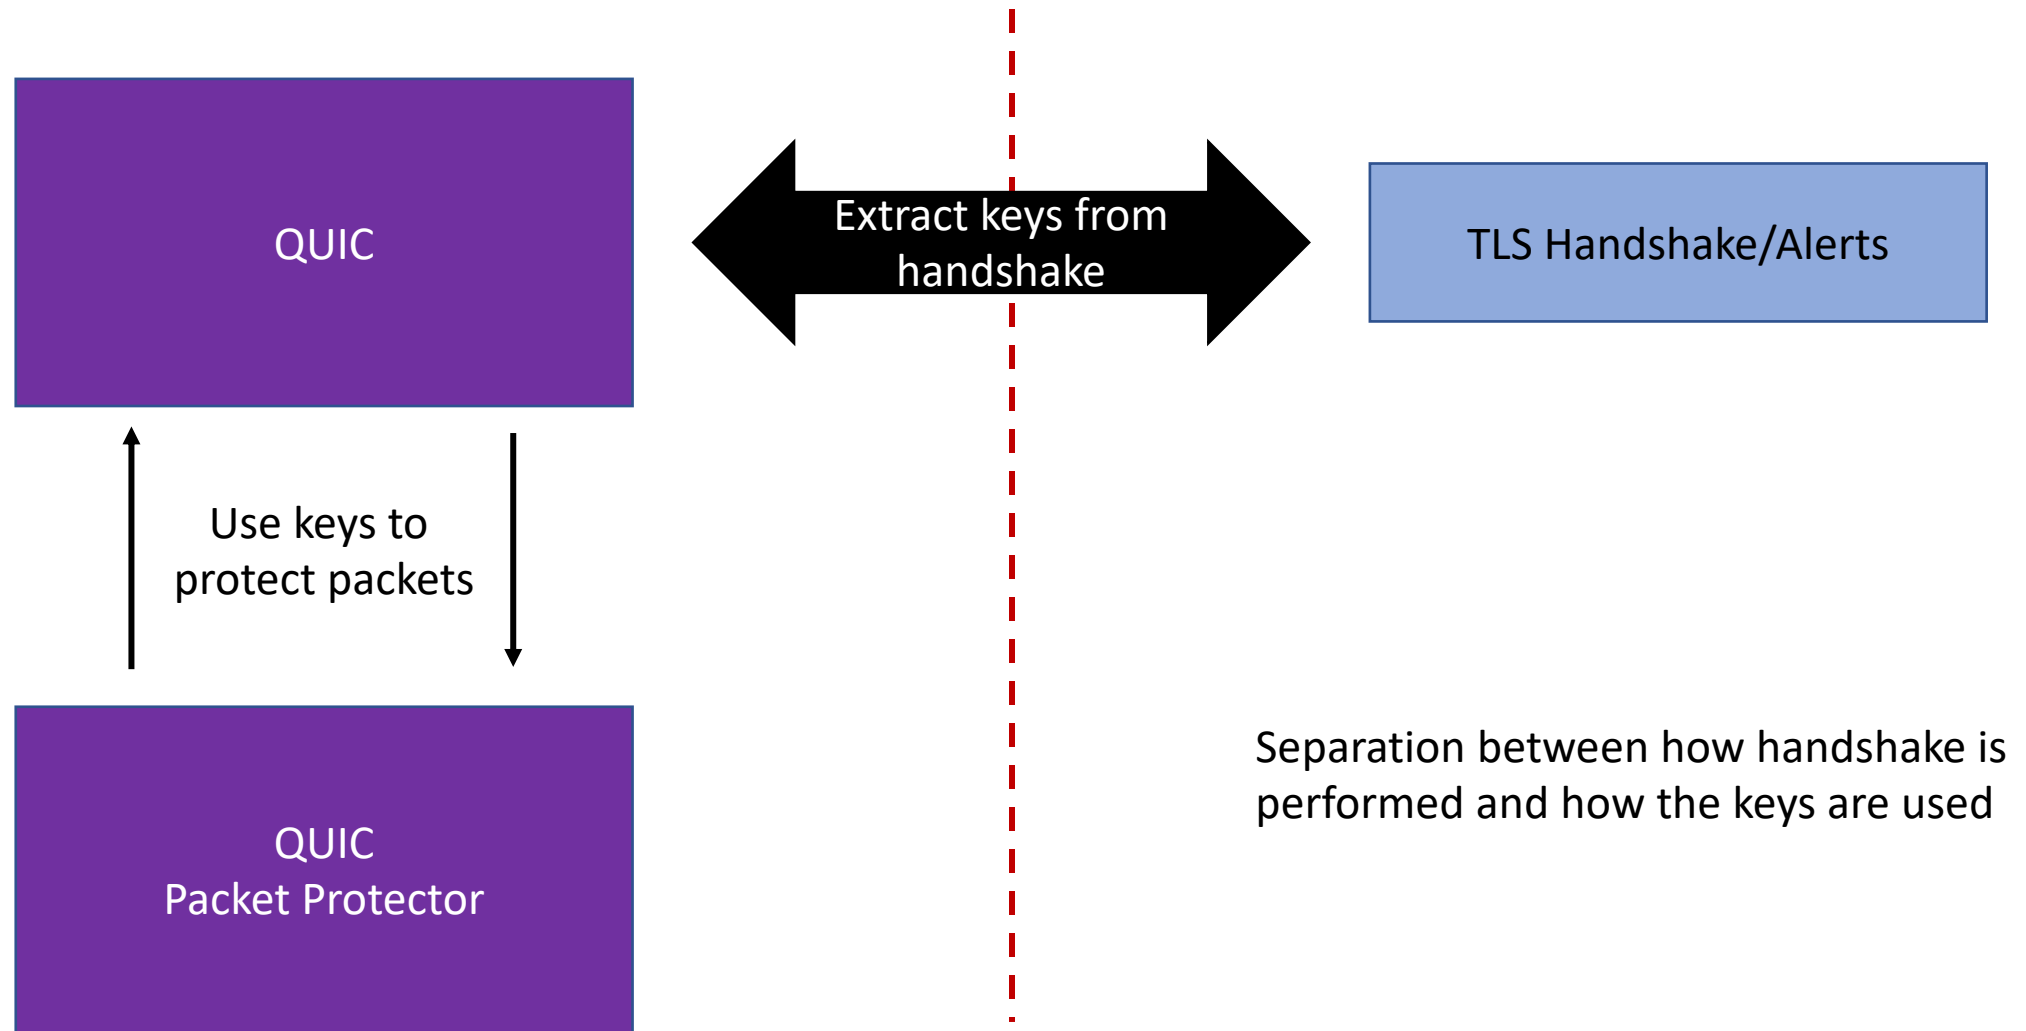 QUIC
Extract keys from
handshake
TLS Handshake/Alerts
Use keys to
protect packets
Separation between how handshake is
performed and how the keys are used
QUIC
Packet Protector